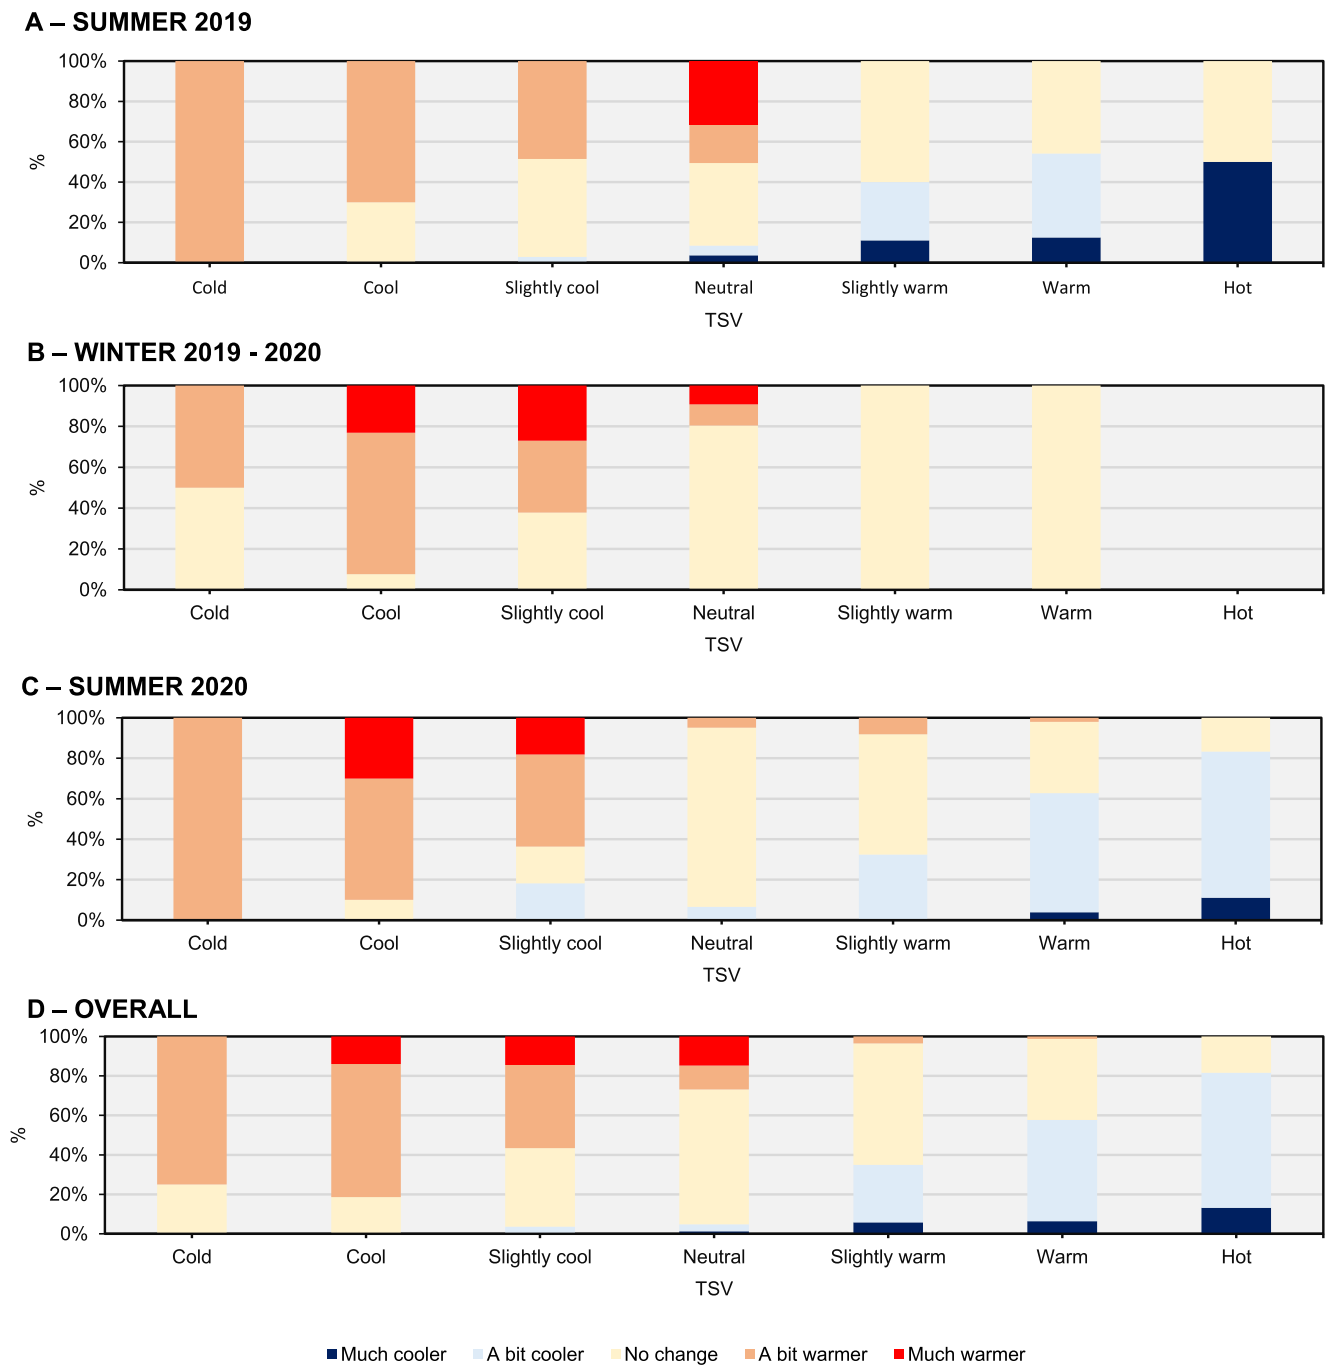 A – SUMMER 2019
100%
80%
60%
40%
20%
0%
%
Cold Cool Slightly cool Neutral Slightly warm Warm Hot
TSV
B – WINTER 2019 - 2020
100%
80%
60%
40%
20%
0%
%
Cold Cool Slightly cool Neutral Slightly warm Warm Hot
TSV
C – SUMMER 2020
100%
80%
60%
40%
20%
0%
%
Cold Cool Slightly cool Neutral Slightly warm Warm Hot
TSV
D – OVERALL
100%
80%
60%
40%
20%
0%
%
Cold Cool Slightly cool Neutral Slightly warm Warm Hot
TSV
Much cooler A bit cooler No change A bit warmer Much warmer